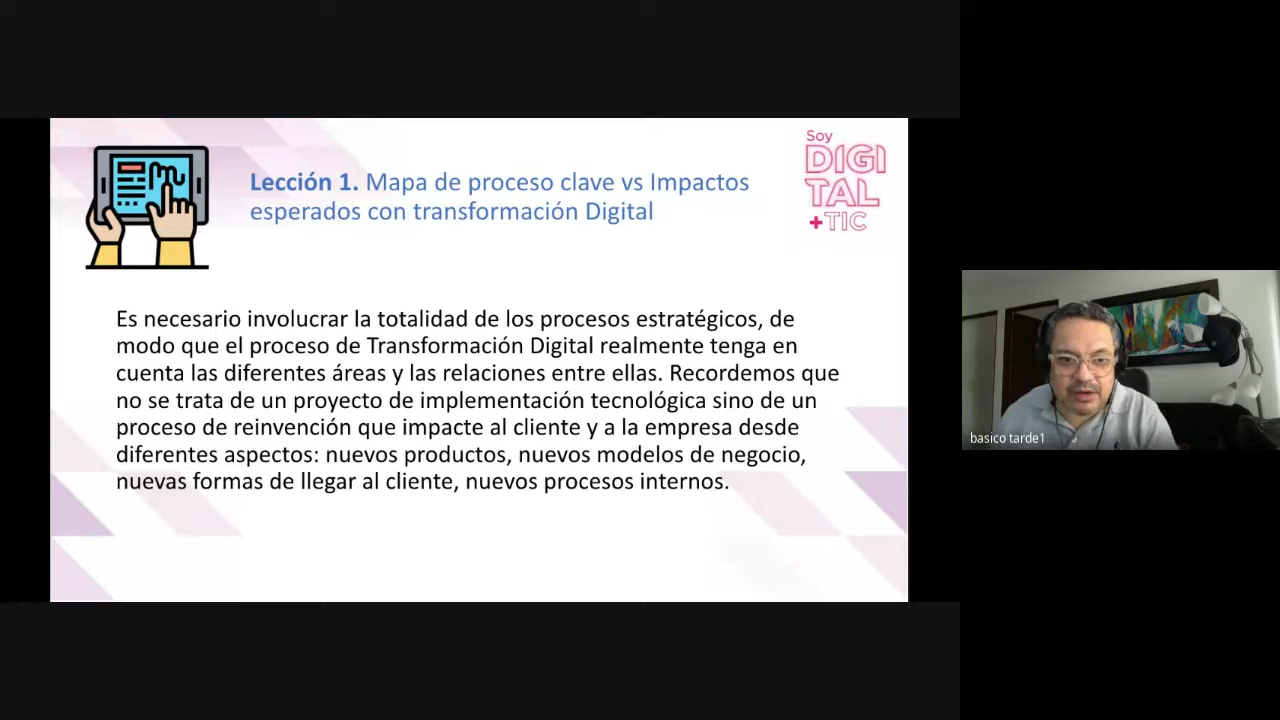 Soy
DIGI
TAL
+TIC
Lección 1. Mapa de proceso clave vs Impactos
esperados con transformación Digital
Es necesario involucrar la totalidad de los procesos estratégicos, de
modo que el proceso de Transformación Digital realmente tenga en
cuenta las diferentes áreas y las relaciones entre ellas. Recordemos que
no se trata de un proyecto de implementación tecnológica sino de un
proceso de reinvención que impacte al cliente y a la empresa desde
diferentes aspectos: nuevos productos, nuevos modelos de negocio,
nuevas formas de llegar al cliente, nuevos procesos internos.
basico tarde1